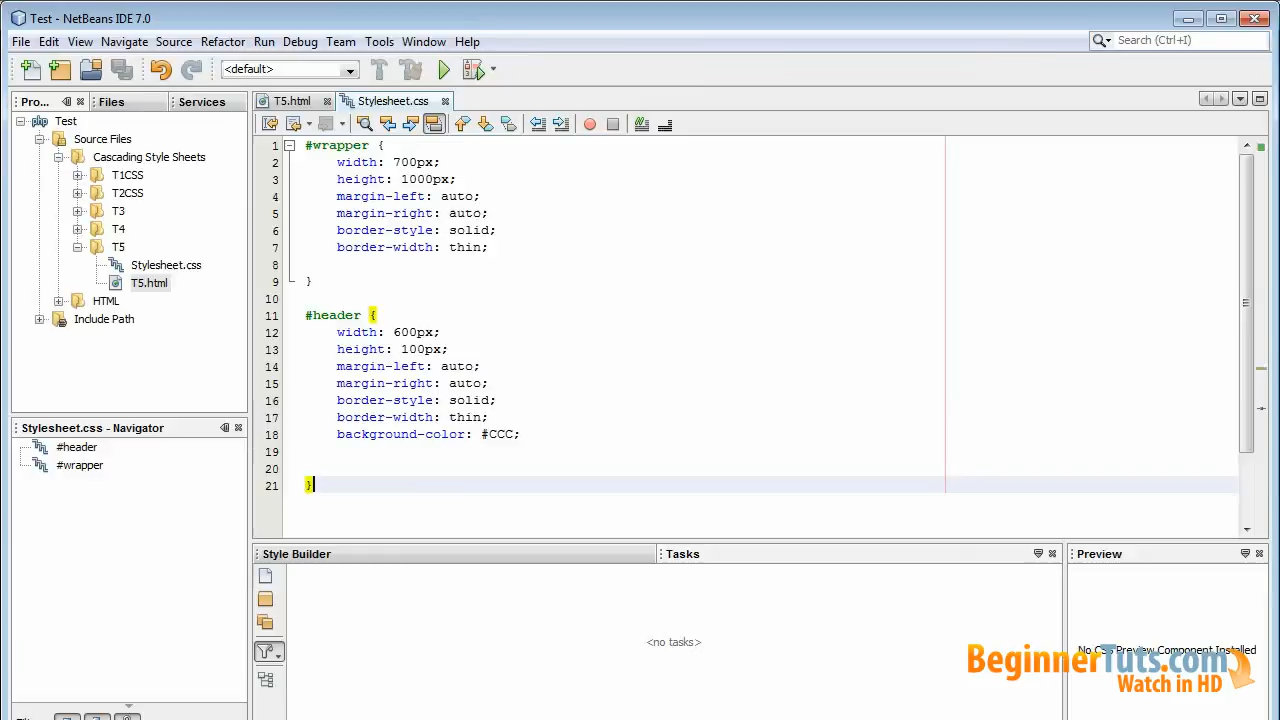 Test - NetBeans IDE 7.0
File Edit View Navigate Source Refactor Run Debug Team Tools Window Help
Search (Ctrl+I)
<default>
Pro... Files Services
T5.html Stylesheet.css
Test
Source Files
Cascading Style Sheets
T1CSS
T2CSS
T3
T4
T5
Stylesheet.css
T5.html
HTML
Include Path
Stylesheet.css - Navigator
#header
#wrapper
1 #wrapper {
2 width: 700px;
3 height: 1000px;
4 margin-left: auto;
5 margin-right: auto;
6 border-style: solid;
7 border-width: thin;
8
9 }
10
11 #header {
12 width: 600px;
13 height: 100px;
14 margin-left: auto;
15 margin-right: auto;
16 border-style: solid;
17 border-width: thin;
18 background-color: #CCC;
19
20
21 }
Style Builder
Tasks
<no tasks>
Preview
No CSS Preview Component Installed
BeginnerTuts.com
Watch in HD